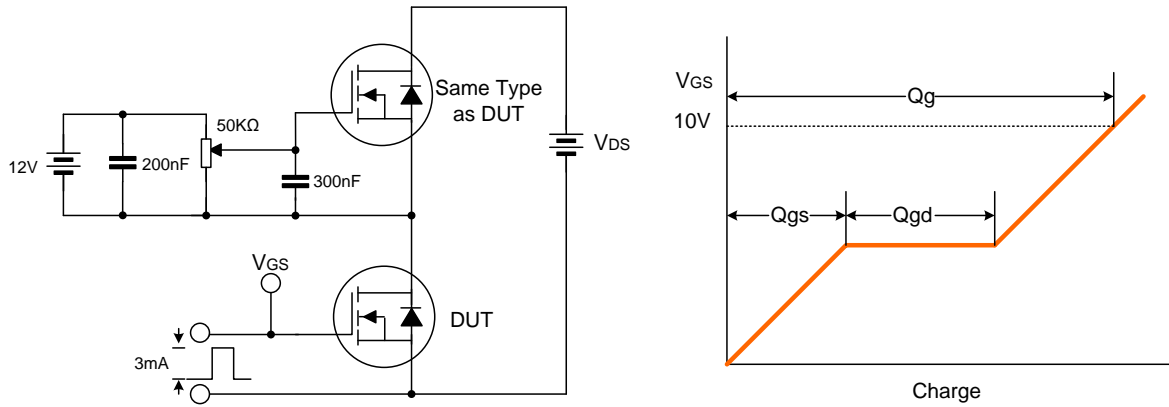 Same Type
as DUT
50KΩ
12V
200nF
300nF
VDS
VGS
DUT
3mA
VGS
10V
Qg
Qgs
Qgd
Charge